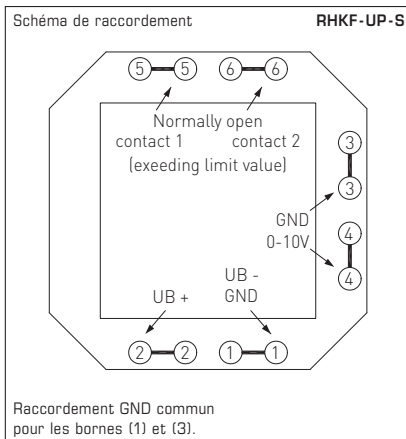 Schéma de raccordement RHKF-UP-S
5 5 6 6
Normally open
contact 1 contact 2
(exeeding limit value)
3
3
GND
0-10V
4
4
UB -
UB + GND
2 2 1 1
Raccordement GND commun
pour les bornes (1) et (3).